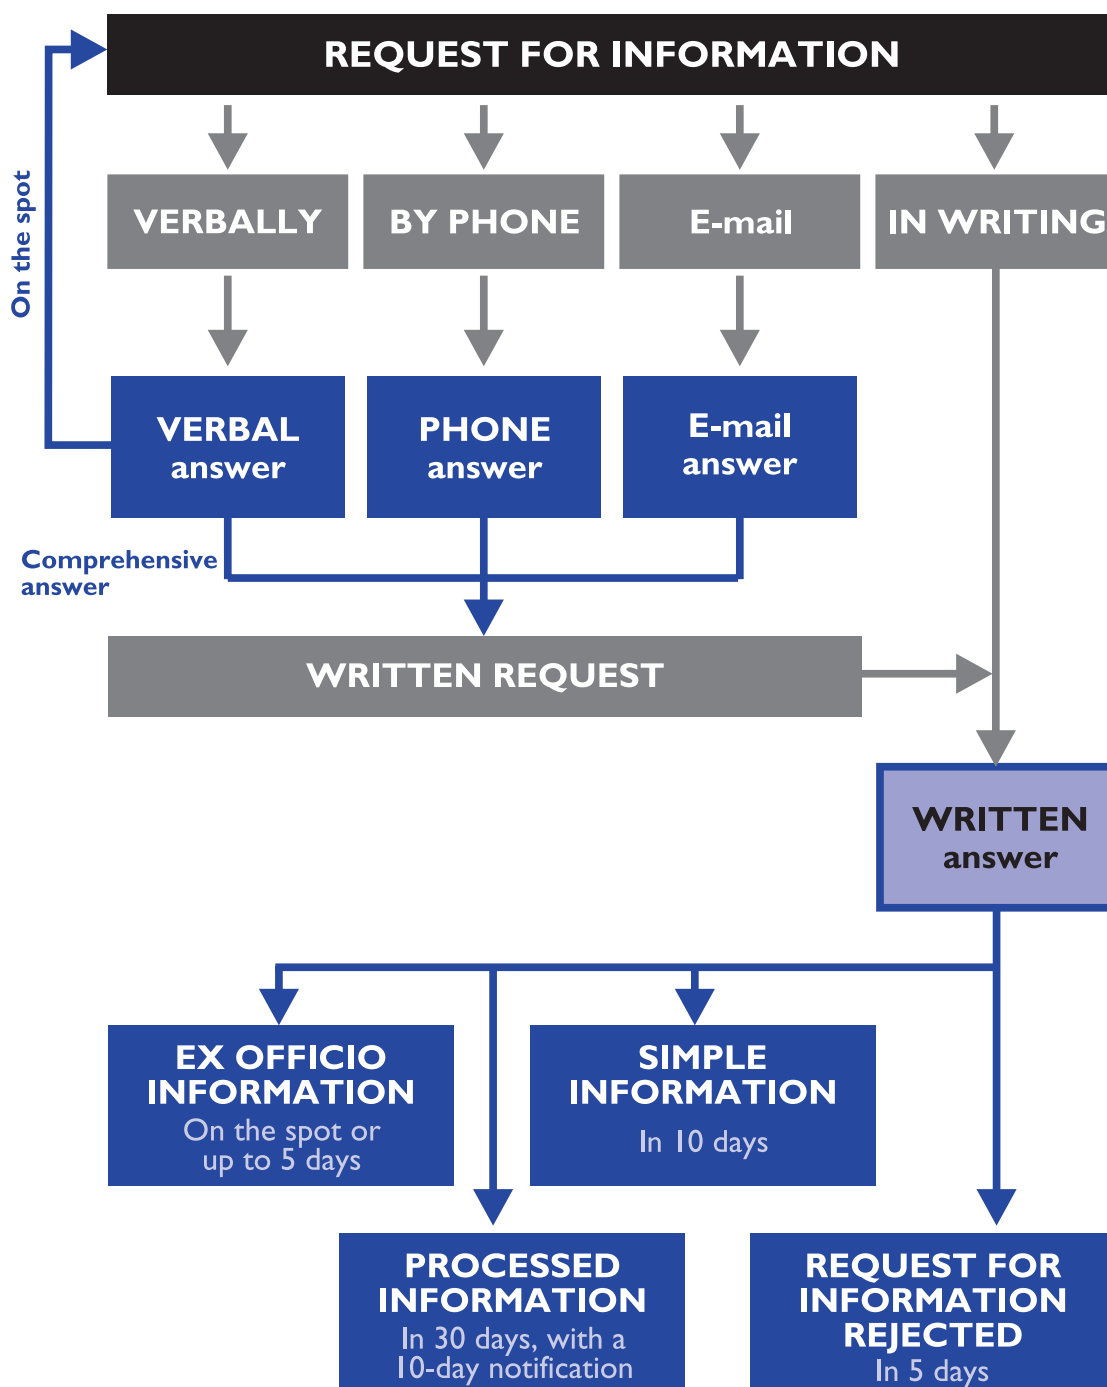 REQUEST FOR INFORMATION
On the spot
VERBALLY
BY PHONE
E-mail
IN WRITING
VERBAL
answer
PHONE
answer
E-mail
answer
Comprehensive
answer
WRITTEN REQUEST
WRITTEN
answer
EX OFFICIO
INFORMATION
On the spot or
up to 5 days
SIMPLE
INFORMATION
In 10 days
PROCESSED
INFORMATION
In 30 days, with a
10-day notification
REQUEST FOR
INFORMATION
REJECTED
In 5 days